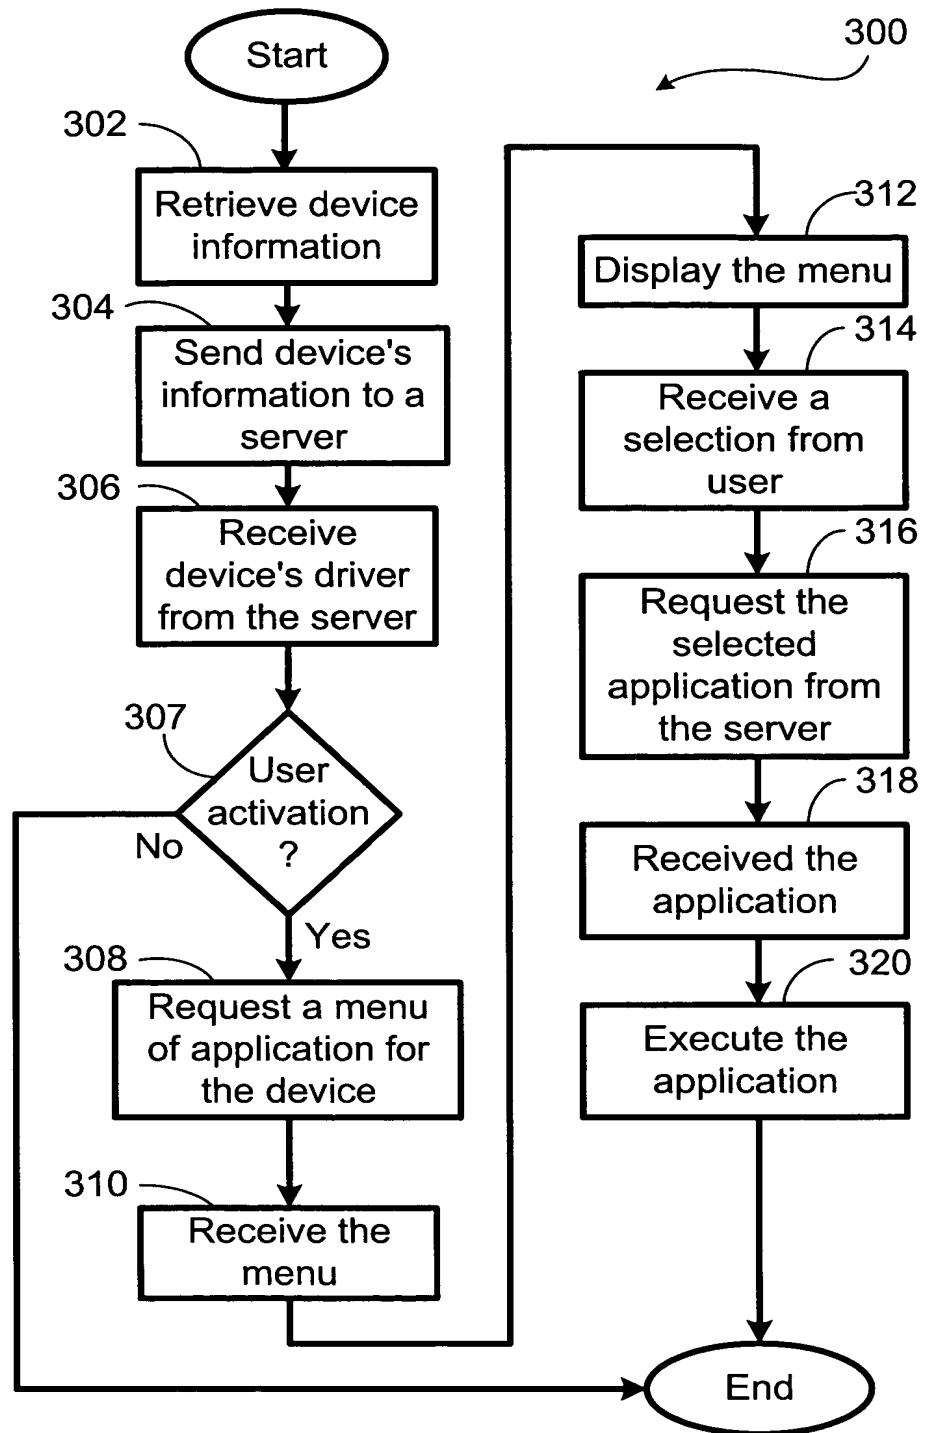 Start
300
302
Retrieve device
information
304
Send device's
information to a
server
306
Receive
device's driver
from the server
307
User
activation
?
No
Yes
308
Request a menu
of application for
the device
310
Receive the
menu
312
Display the menu
314
Receive a
selection from
user
316
Request the
selected
application from
the server
318
Received the
application
320
Execute the
application
End